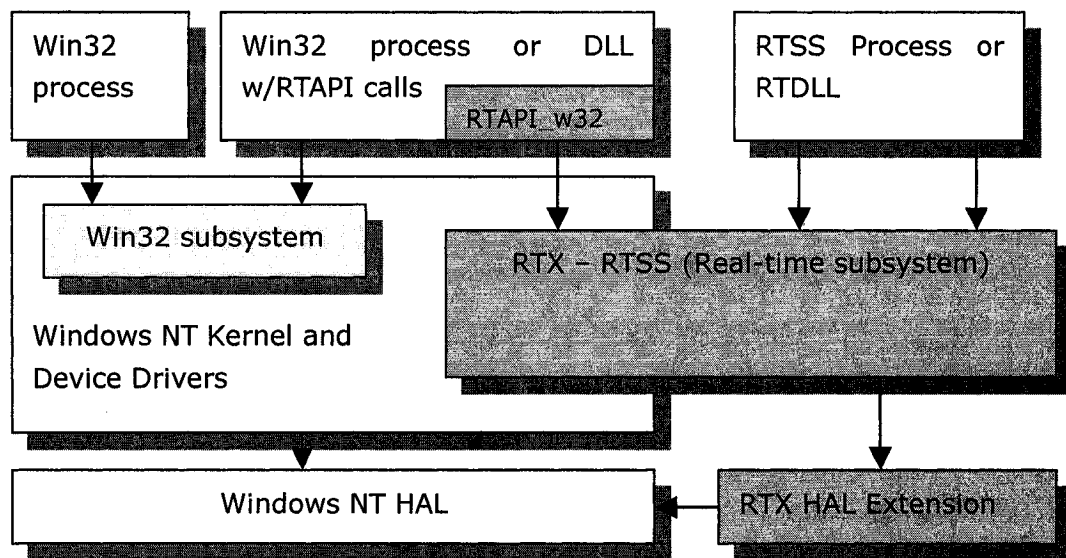 Win32
process
Win32 process or DLL
w/RTAPI calls
RTAPI_w32
RTSS Process or
RTDLL
Win32 subsystem
RTX – RTSS (Real-time subsystem)
Windows NT Kernel and
Device Drivers
Windows NT HAL
RTX HAL Extension